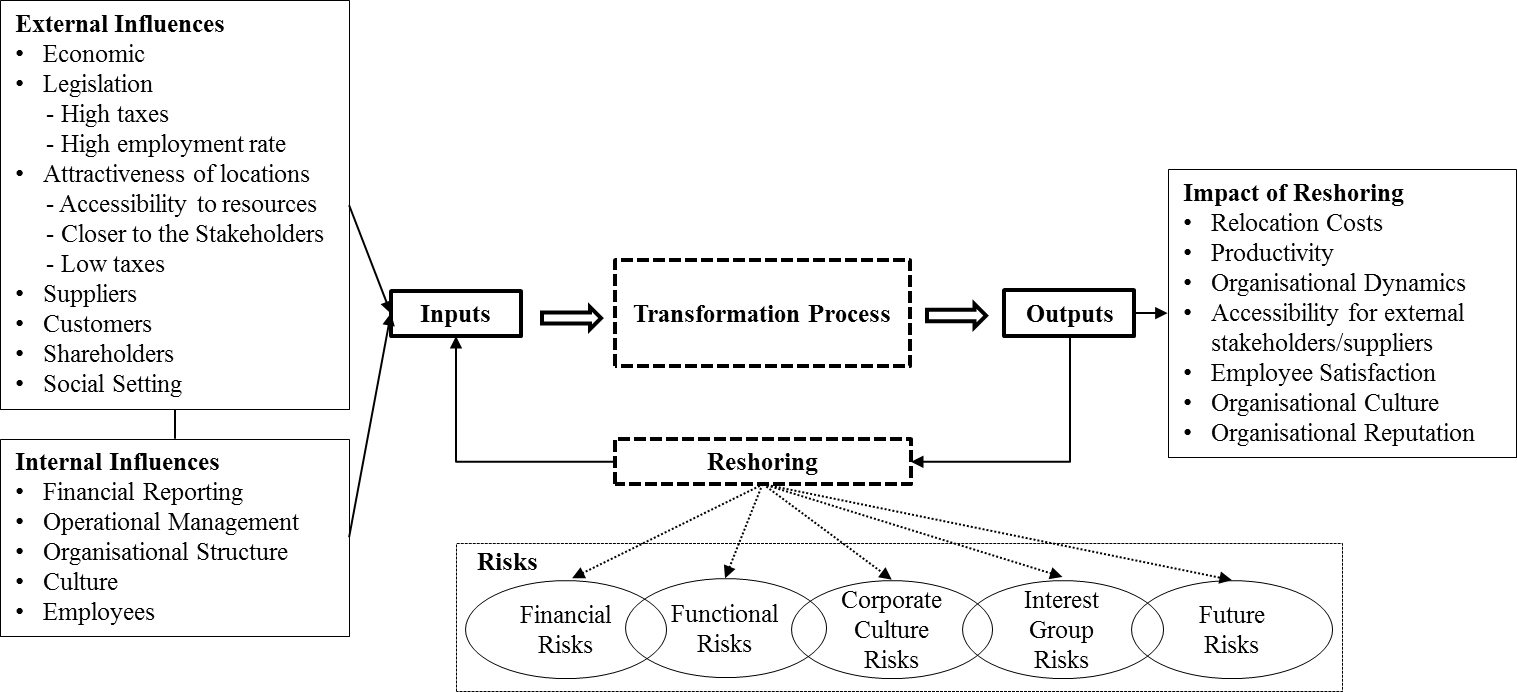 External Influences
• Economic
• Legislation
- High taxes
- High employment rate
• Attractiveness of locations
- Accessibility to resources
- Closer to the Stakeholders
- Low taxes
• Suppliers
• Customers
• Shareholders
• Social Setting
Internal Influences
• Financial Reporting
• Operational Management
• Organisational Structure
• Culture
• Employees
Inputs
Transformation Process
Outputs
Reshoring
Impact of Reshoring
• Relocation Costs
• Productivity
• Organisational Dynamics
• Accessibility for external
stakeholders/suppliers
• Employee Satisfaction
• Organisational Culture
• Organisational Reputation
Risks
Financial
Risks
Functional
Risks
Corporate
Culture
Risks
Interest
Group
Risks
Future
Risks